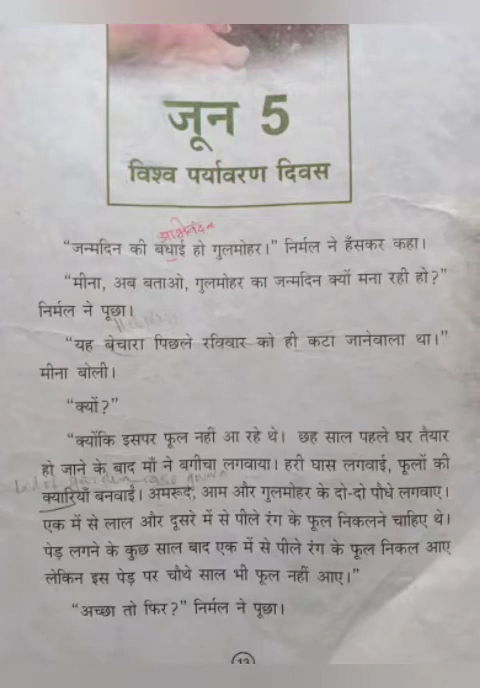 जून 5
विश्व पर्यावरण दिवस
“जन्मदिन की बधाई हो गुलमोहर।” निर्मल ने हँसकर कहा।
“मीना, अब बताओ, गुलमोहर का जन्मदिन क्यों मना रही हो?”
निर्मल ने पूछा।
“यह बेचारा पिछले रविवार को ही कटा जानेवाला था।”
मीना बोली।
“क्यों?”
“क्योंकि इसपर फूल नहीं आ रहे थे। छह साल पहले घर तैयार
हो जाने के बाद माँ ने बगीचा लगवाया। हरी घास लगवाई, फूलों की
क्यारियाँ बनवाईं। अमरूद, आम और गुलमोहर के दो-दो पौधे लगवाए।
एक में से लाल और दूसरे में से पीले रंग के फूल निकलने चाहिए थे।
पेड़ लगने के कुछ साल बाद एक में से पीले रंग के फूल निकल आए
लेकिन इस पेड़ पर चौथे साल भी फूल नहीं आए।”
“अच्छा तो फिर?” निर्मल ने पूछा।
13